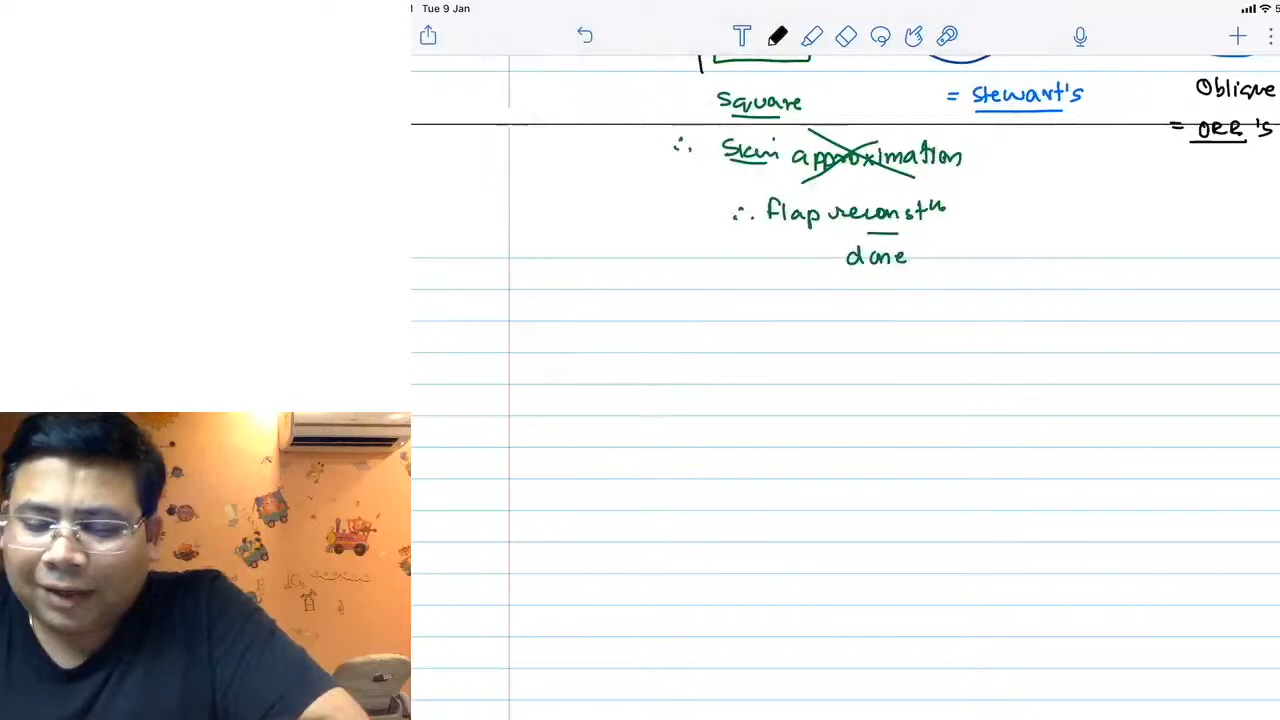 Tue 9 Jan
T
Square
= Stewart's
Oblique
= ORR's
∴ Skin approximation
∴ flap reconstⁿ
done